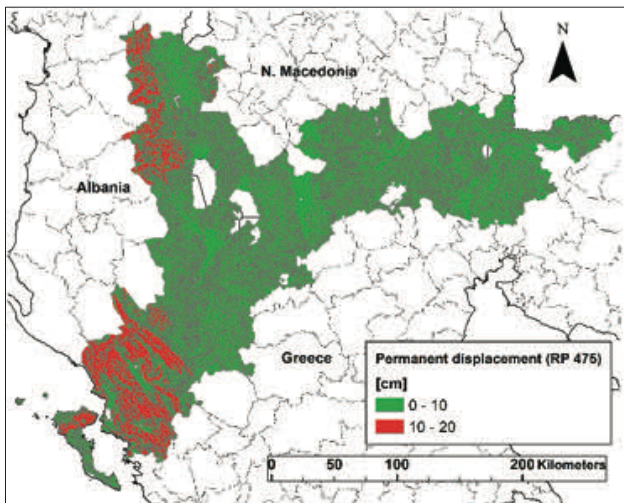 N
N. Macedonia
Albania
Greece
Permanent displacement (RP 475)
[cm]
0 - 10
10 - 20
0 50 100 200 Kilometers